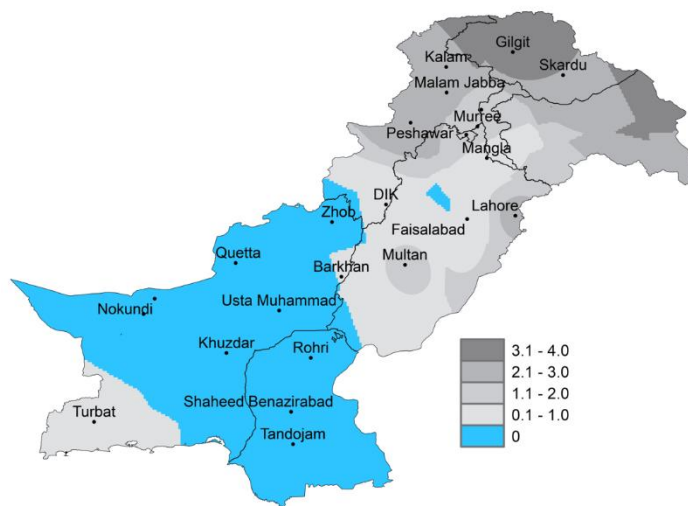 Gilgit
Kalam
Skardu
Malam Jabba
Murree
Peshawar
Mangla
DIK
Zhob
Lahore
Faisalabad
Quetta
Barkhan
Multan
Usta Muhammad
Nokundi
Khuzdar
Rohri
3.1 - 4.0
2.1 - 3.0
1.1 - 2.0
0.1 - 1.0
0
Turbat
Shaheed Benazirabad
Tandojam